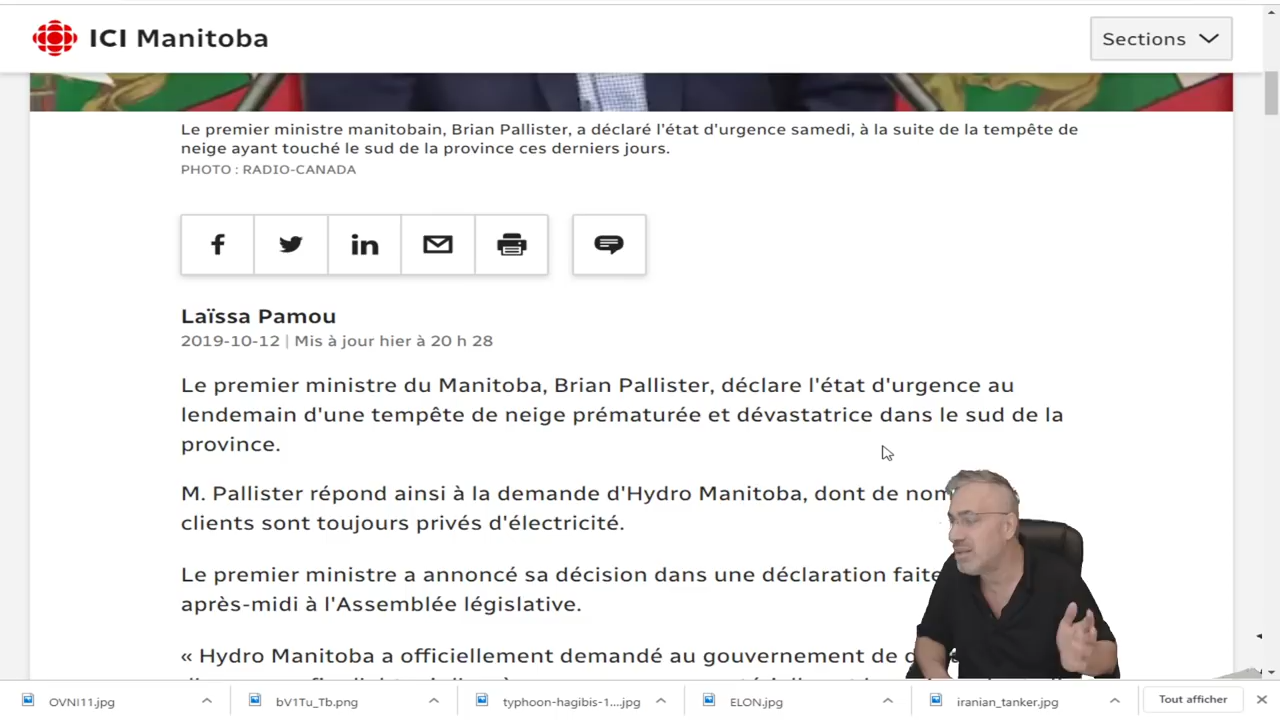 ICI Manitoba
Sections
Le premier ministre manitobain, Brian Pallister, a déclaré l'état d'urgence samedi, à la suite de la tempête de
neige ayant touché le sud de la province ces derniers jours.
PHOTO : RADIO-CANADA
Laïssa Pamou
2019-10-12 | Mis à jour hier à 20 h 28
Le premier ministre du Manitoba, Brian Pallister, déclare l'état d'urgence au
lendemain d'une tempête de neige prématurée et dévastatrice dans le sud de la
province.
M. Pallister répond ainsi à la demande d'Hydro Manitoba, dont de
clients sont toujours privés d'électricité.
Le premier ministre a annoncé sa décision dans une déclaration
après-midi à l'Assemblée législative.
« Hydro Manitoba a officiellement demandé au gouvernement de
OVNI11.jpg
bV1Tu_Tb.png
typhoon-hagibis-1....jpg
ELON.jpg
iranian_tanker.jpg
Tout afficher